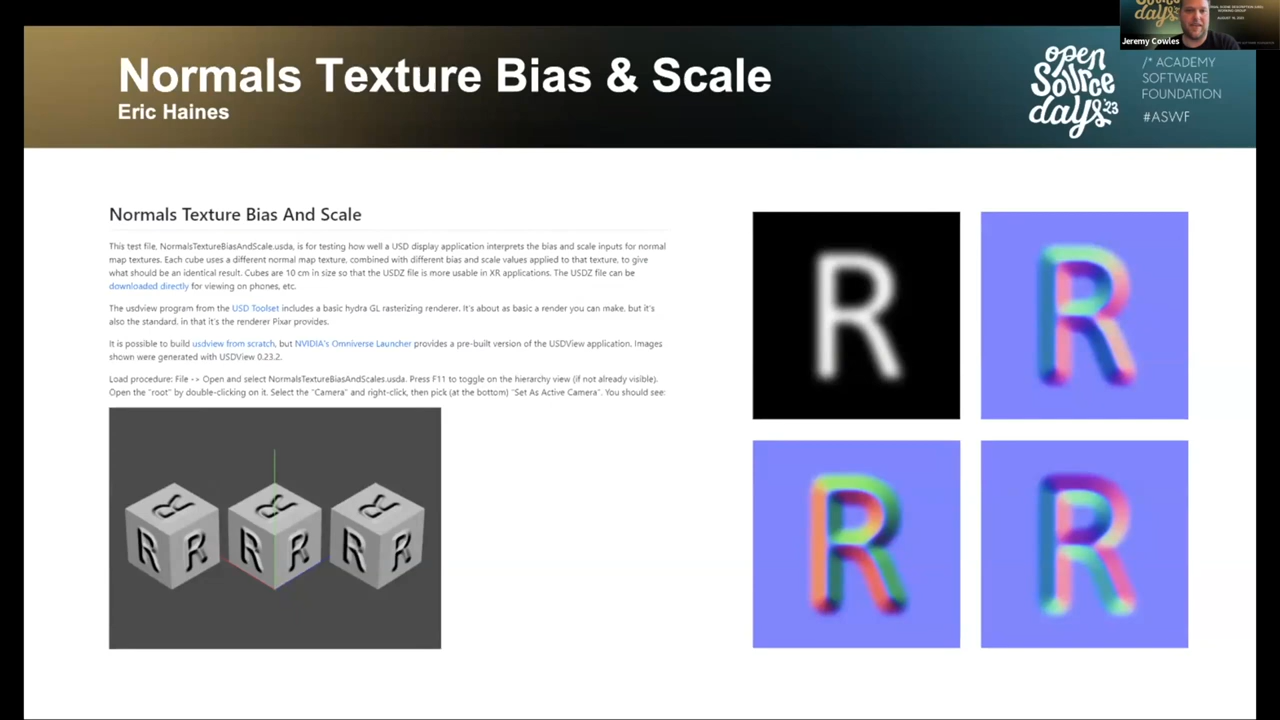 Jeremy Cowles
AUGUST 16, 2023
Normals Texture Bias & Scale
Eric Haines
open
source
days '23
/* ACADEMY
SOFTWARE
FOUNDATION
#ASWF
Normals Texture Bias And Scale
This test file, NormalsTextureBiasAndScale.usda, is for testing how well a USD display application interprets the bias and scale inputs for normal
map textures. Each cube uses a different normal map texture, combined with different bias and scale values applied to that texture, to give
what should be an identical result. Cubes are 10 cm in size so that the USDZ file is more usable in XR applications. The USDZ file can be
downloaded directly for viewing on phones, etc.
The usdview program from the USD Toolset includes a basic hydra GL rasterizing renderer. It's about as basic a render you can make, but it's
also the standard, in that it's the renderer Pixar provides.
It is possible to build usdview from scratch, but NVIDIA's Omniverse Launcher provides a pre-built version of the USDView application. Images
shown were generated with USDView 0.23.2.
Load procedure: File -> Open and select NormalsTextureBiasAndScales.usda. Press F11 to toggle on the hierarchy view (if not already visible).
Open the "root" by double-clicking on it. Select the "Camera" and right-click, then pick (at the bottom) "Set As Active Camera". You should see:
R R R
R R R R R R
R R
R R